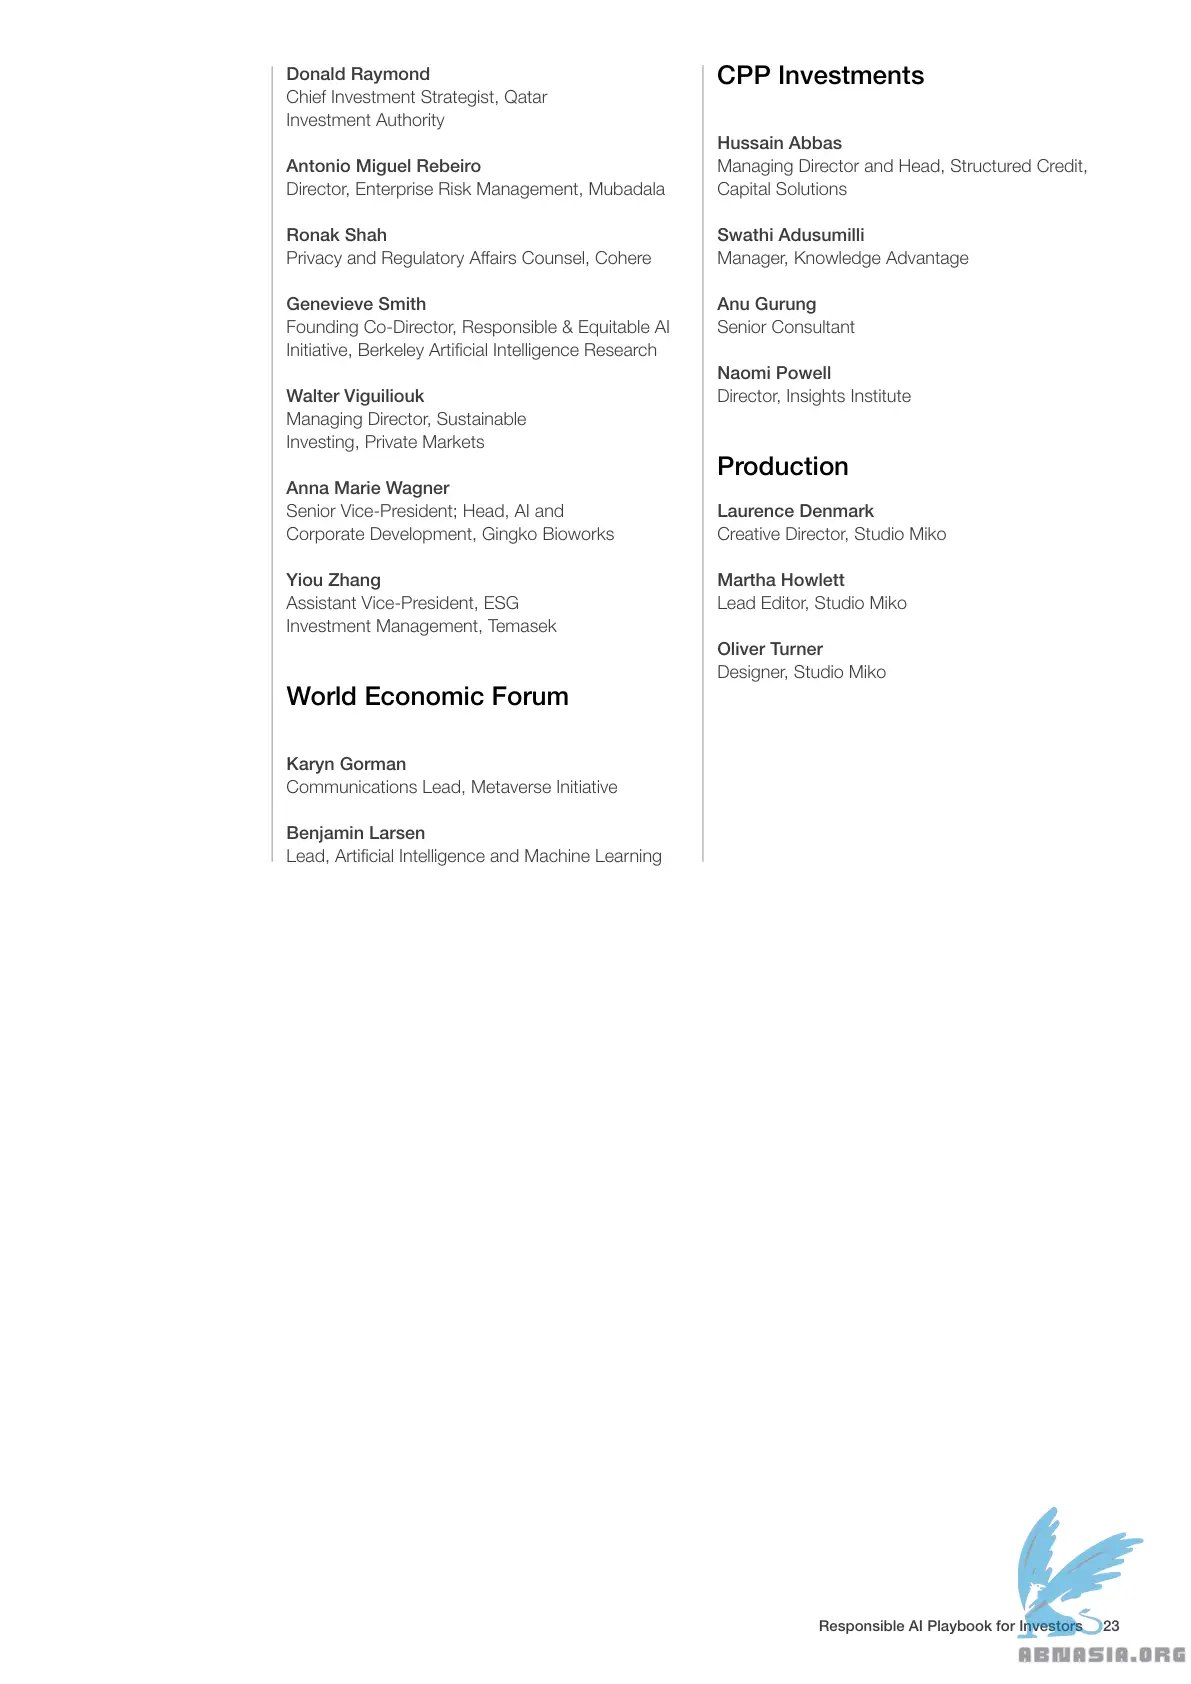 Donald Raymond
Chief Investment Strategist, Qatar
Investment Authority
Antonio Miguel Rebeiro
Director, Enterprise Risk Management, Mubadala
Ronak Shah
Privacy and Regulatory Affairs Counsel, Cohere
Genevieve Smith
Founding Co-Director, Responsible & Equitable AI
Initiative, Berkeley Artificial Intelligence Research
Walter Viguiliouk
Managing Director, Sustainable
Investing, Private Markets
Anna Marie Wagner
Senior Vice-President; Head, AI and
Corporate Development, Gingko Bioworks
Yiou Zhang
Assistant Vice-President, ESG
Investment Management, Temasek
World Economic Forum
Karyn Gorman
Communications Lead, Metaverse Initiative
Benjamin Larsen
Lead, Artificial Intelligence and Machine Learning
CPP Investments
Hussain Abbas
Managing Director and Head, Structured Credit,
Capital Solutions
Swathi Adusumilli
Manager, Knowledge Advantage
Anu Gurung
Senior Consultant
Naomi Powell
Director, Insights Institute
Production
Laurence Denmark
Creative Director, Studio Miko
Martha Howlett
Lead Editor, Studio Miko
Oliver Turner
Designer, Studio Miko
Responsible AI Playbook for Investors 23
ABNASIA.ORG